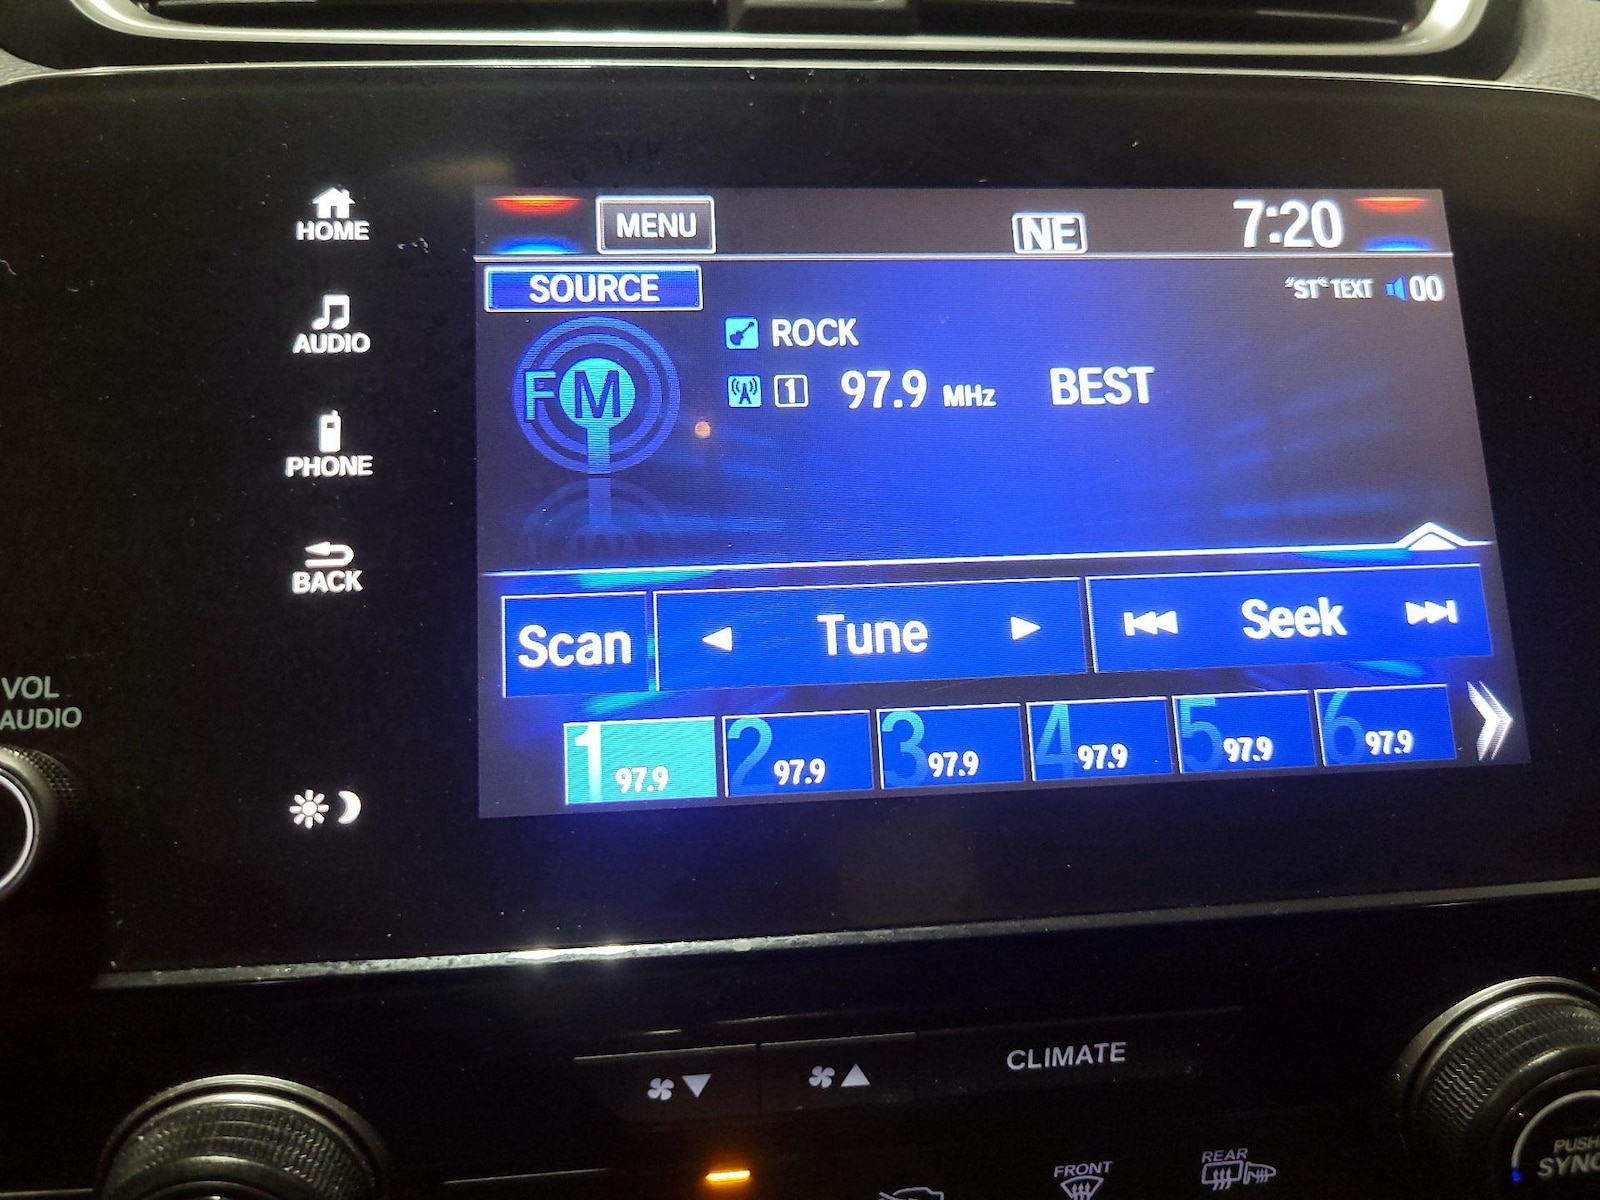 HOME
AUDIO
PHONE
BACK
VOL
AUDIO
MENU
NE
7:20
SOURCE
"ST" TEXT 00
FM
ROCK
1 97.9 MHz BEST
Scan
Tune
Seek
1 97.9
2 97.9
3 97.9
4 97.9
5 97.9
6 97.9
CLIMATE
FRONT
REAR
PUSH
SYNC